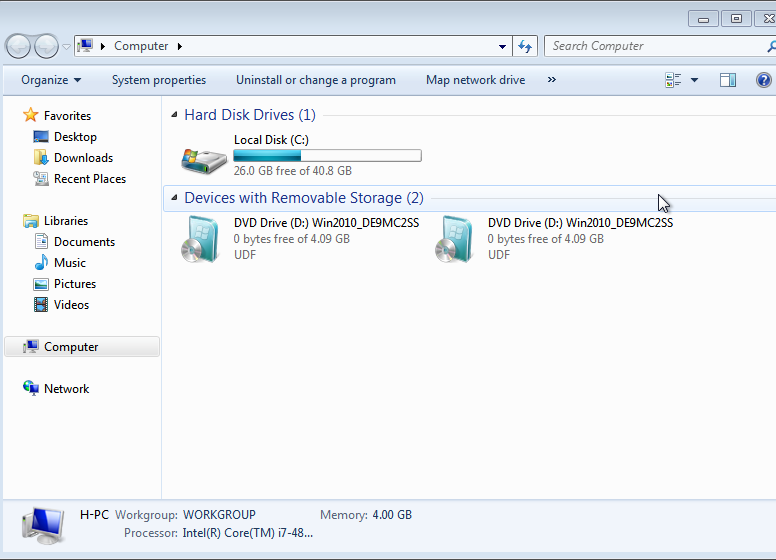 Computer
Search Computer
Organize System properties Uninstall or change a program Map network drive »
Favorites
Desktop
Downloads
Recent Places
Libraries
Documents
Music
Pictures
Videos
Computer
Network
Hard Disk Drives (1)
Local Disk (C:)
26.0 GB free of 40.8 GB
Devices with Removable Storage (2)
DVD Drive (D:) Win2010_DE9MC2SS
0 bytes free of 4.09 GB
UDF
DVD Drive (D:) Win2010_DE9MC2SS
0 bytes free of 4.09 GB
UDF
H-PC Workgroup: WORKGROUP Memory: 4.00 GB
Processor: Intel(R) Core(TM) i7-48...